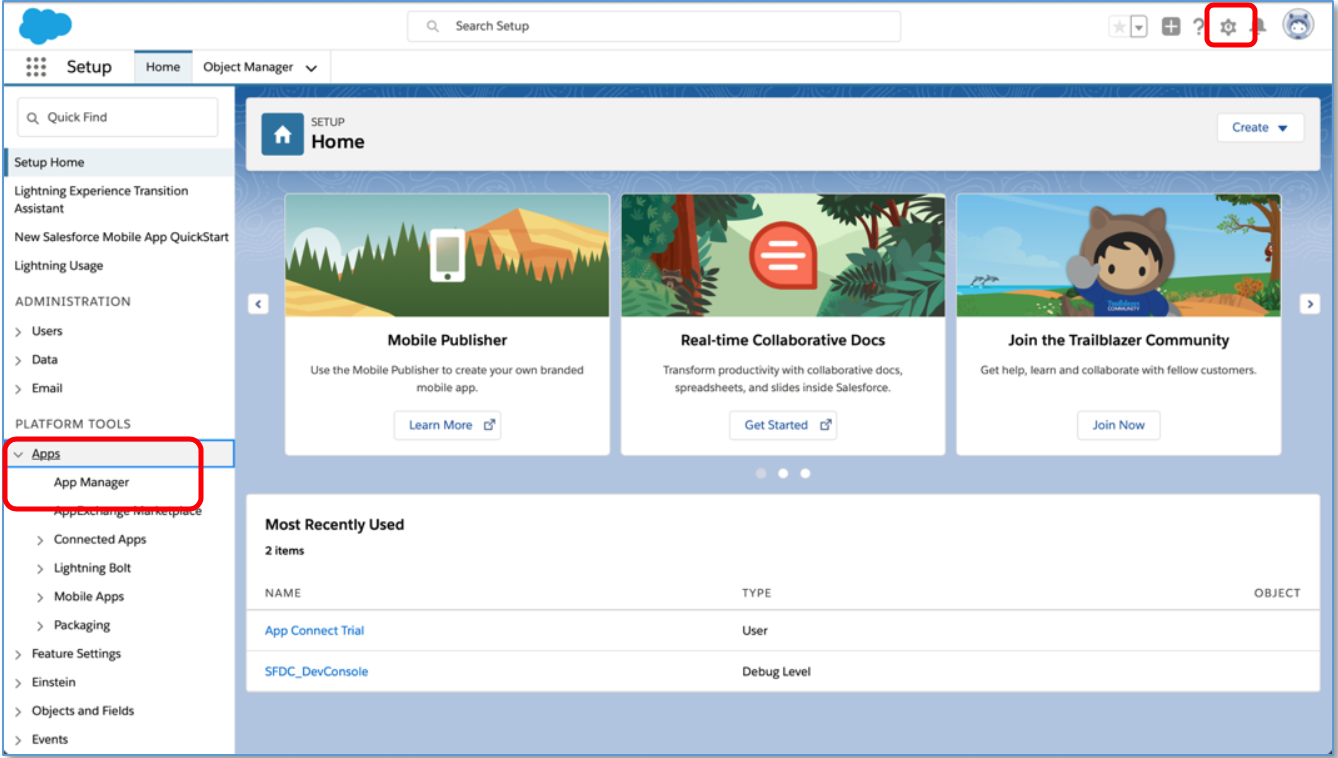 Search Setup
?
Setup
Home
Object Manager
Quick Find
Setup Home
Lightning Experience Transition
Assistant
New Salesforce Mobile App QuickStart
Lightning Usage
ADMINISTRATION
Users
Data
Email
PLATFORM TOOLS
Apps
App Manager
AppExchange Marketplace
Connected Apps
Lightning Bolt
Mobile Apps
Packaging
Feature Settings
Einstein
Objects and Fields
Events
SETUP
Home
Create
Mobile Publisher
Use the Mobile Publisher to create your own branded
mobile app.
Learn More
Real-time Collaborative Docs
Transform productivity with collaborative docs,
spreadsheets, and slides inside Salesforce.
Get Started
Trailblazer
COMMUNITY
Join the Trailblazer Community
Get help, learn and collaborate with fellow customers.
Join Now
Most Recently Used
2 items
NAME TYPE OBJECT
App Connect Trial User
SFDC_DevConsole Debug Level